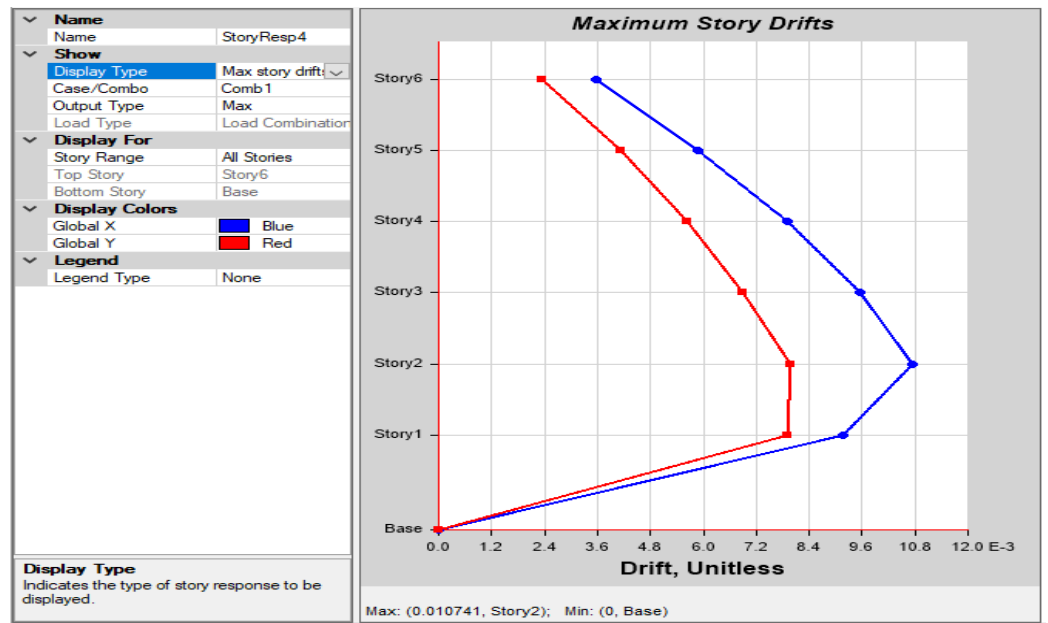 Name
Name StoryResp4
Show
Display Type Max story drifts
Case/Combo Comb1
Output Type Max
Load Type Load Combination
Display For
Story Range All Stories
Top Story Story6
Bottom Story Base
Display Colors
Global X Blue
Global Y Red
Legend
Legend Type None
Display Type
Indicates the type of story response to be
displayed.
Maximum Story Drifts
Story6
Story5
Story4
Story3
Story2
Story1
Base
0.0 1.2 2.4 3.6 4.8 6.0 7.2 8.4 9.6 10.8 12.0 E-3
Drift, Unitless
Max: (0.010741, Story2); Min: (0, Base)